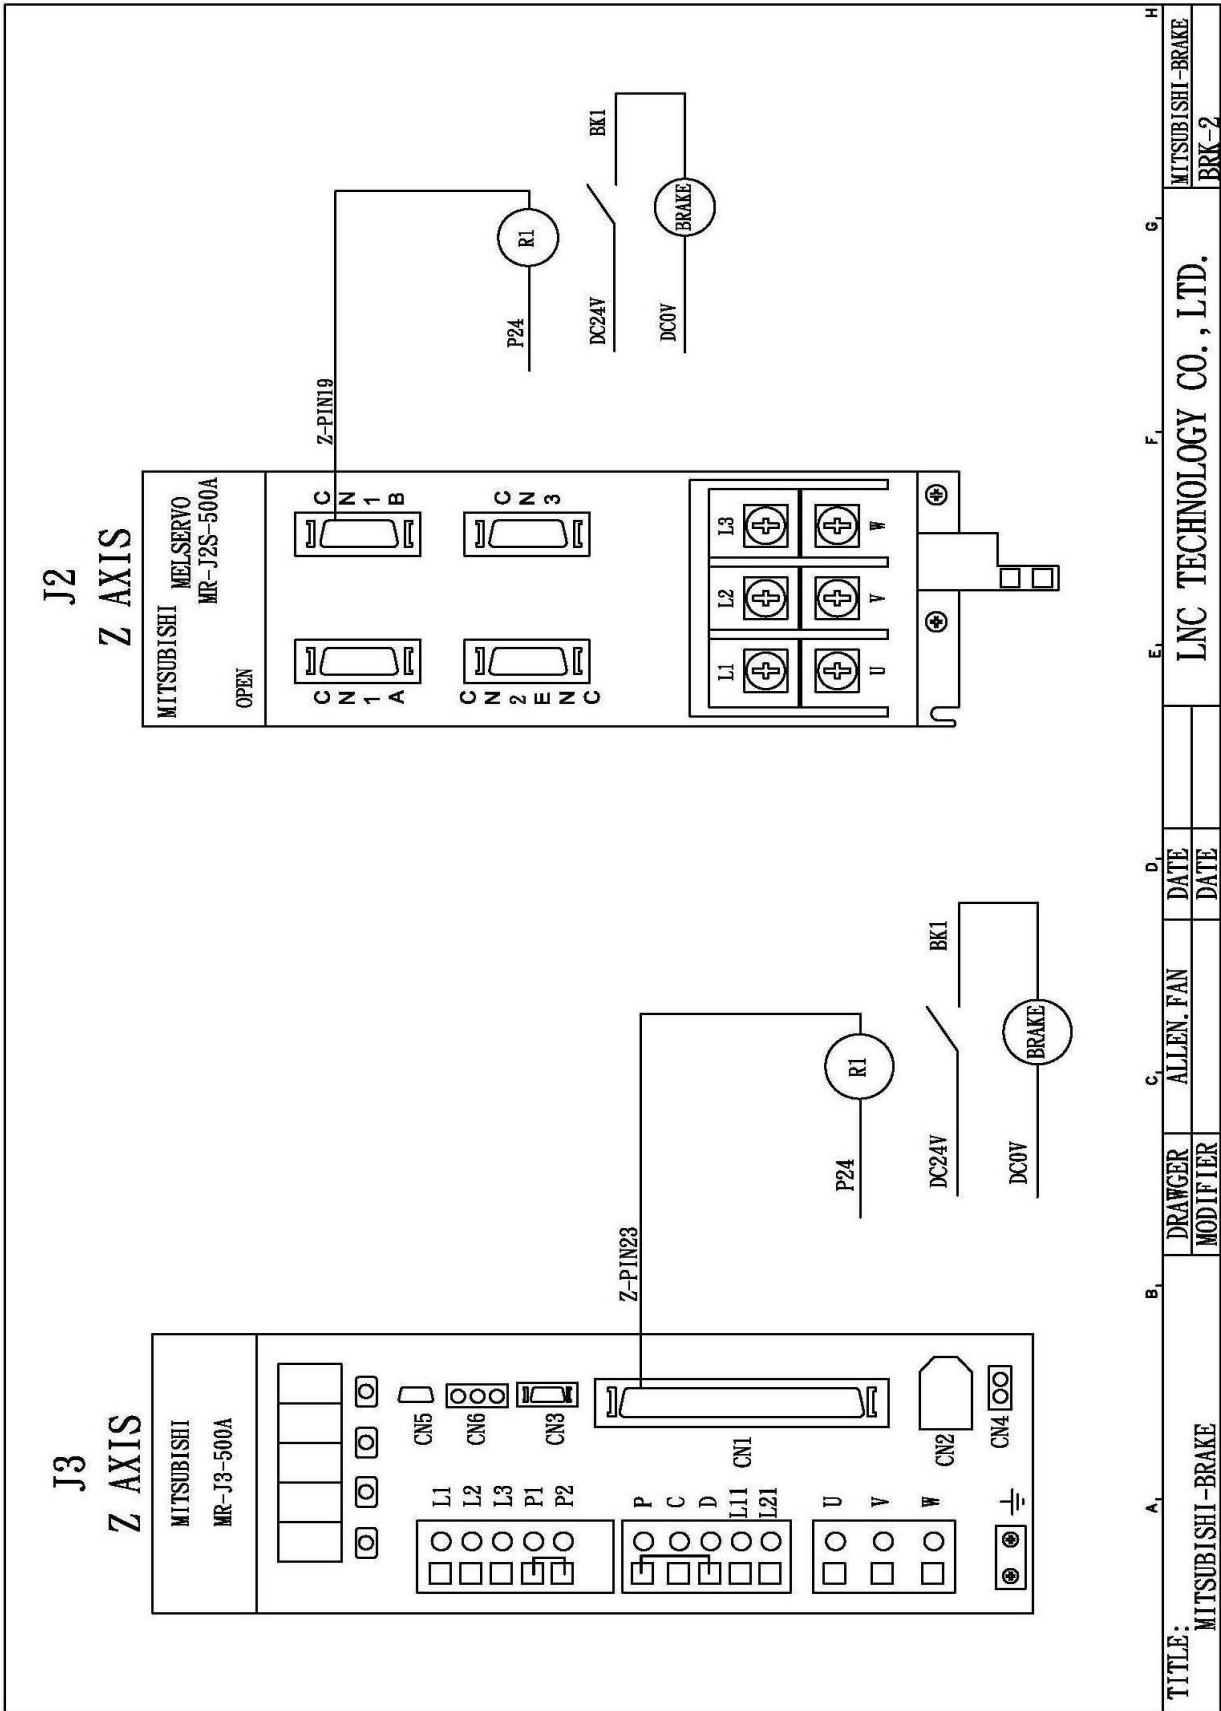 J3
Z AXIS
MITSUBISHI
MR-J3-500A
CN5
CN6
CN3
CN1
CN2
CN4
L1
L2
L3
P1
P2
P
C
D
L11
L21
U
V
W
Z-PIN23
P24
R1
DC24V
BK1
DC0V
BRAKE
J2
Z AXIS
MITSUBISHI
MELSERVO
MR-J2S-500A
OPEN
CN1A
CN1B
CN2ENC
CN3
L1
L2
L3
U
V
W
Z-PIN19
P24
R1
DC24V
BK1
DC0V
BRAKE
A
B
C
D
E
F
G
H
TITLE:
MITSUBISHI-BRAKE
DRAWGER
ALLEN.FAN
DATE
MODIFIER
DATE
LNC TECHNOLOGY CO., LTD.
MITSUBISHI-BRAKE
BRK-2